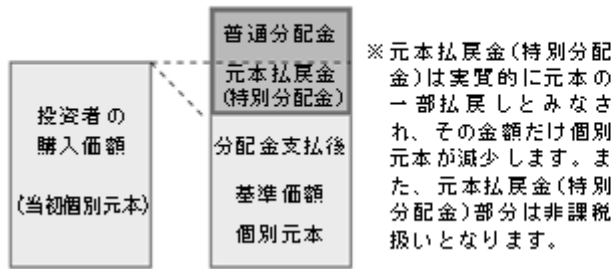 普通分配金
元本払戻金
(特別分配金)
投資者の
購入価額
(当初個別元本)
分配金支払後
基準価額
個別元本
※元本払戻金(特別分配
金)は実質的に元本の
一部払戻しとみなさ
れ、その金額だけ個別
元本が減少します。ま
た、元本払戻金(特別
分配金)部分は非課税
扱いとなります。